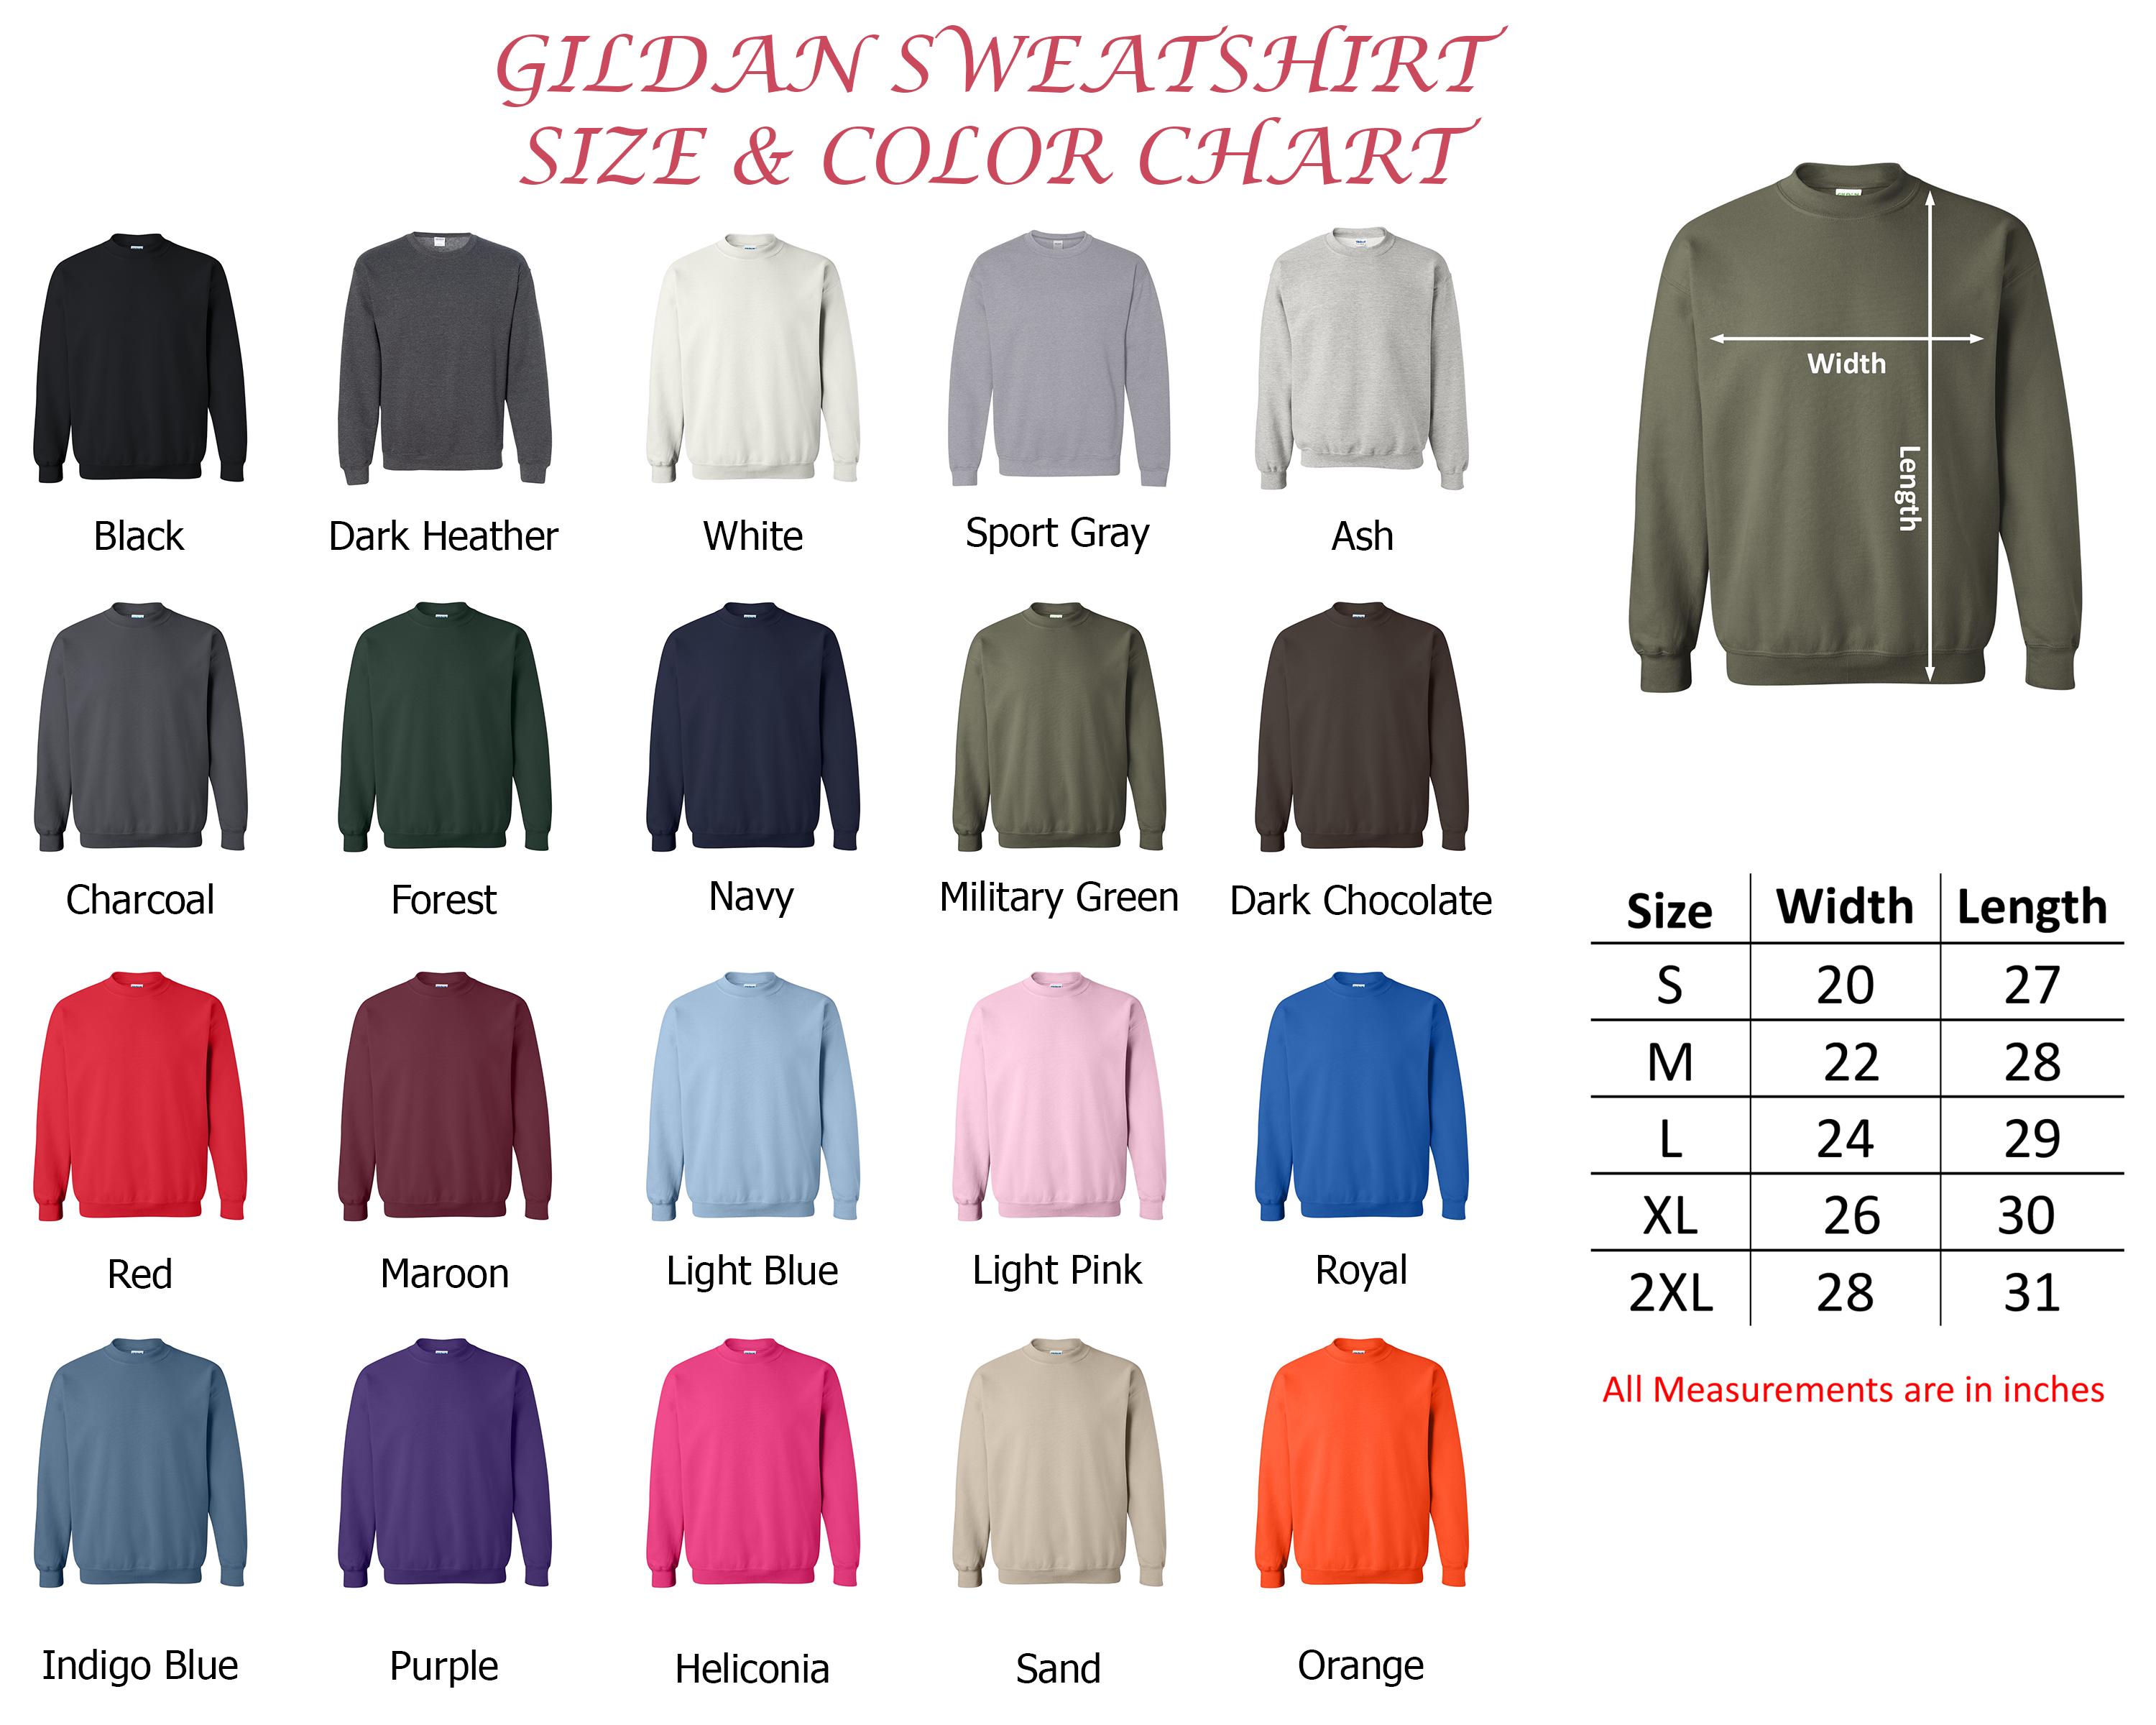 GILDAN SWEATSHIRT
SIZE & COLOR CHART
Black Dark Heather White Sport Gray Ash
Charcoal Forest Navy Military Green Dark Chocolate
Red Maroon Light Blue Light Pink Royal
Indigo Blue Purple Heliconia Sand Orange
Width
Length
Size Width Length
S 20 27
M 22 28
L 24 29
XL 26 30
2XL 28 31
All Measurements are in inches